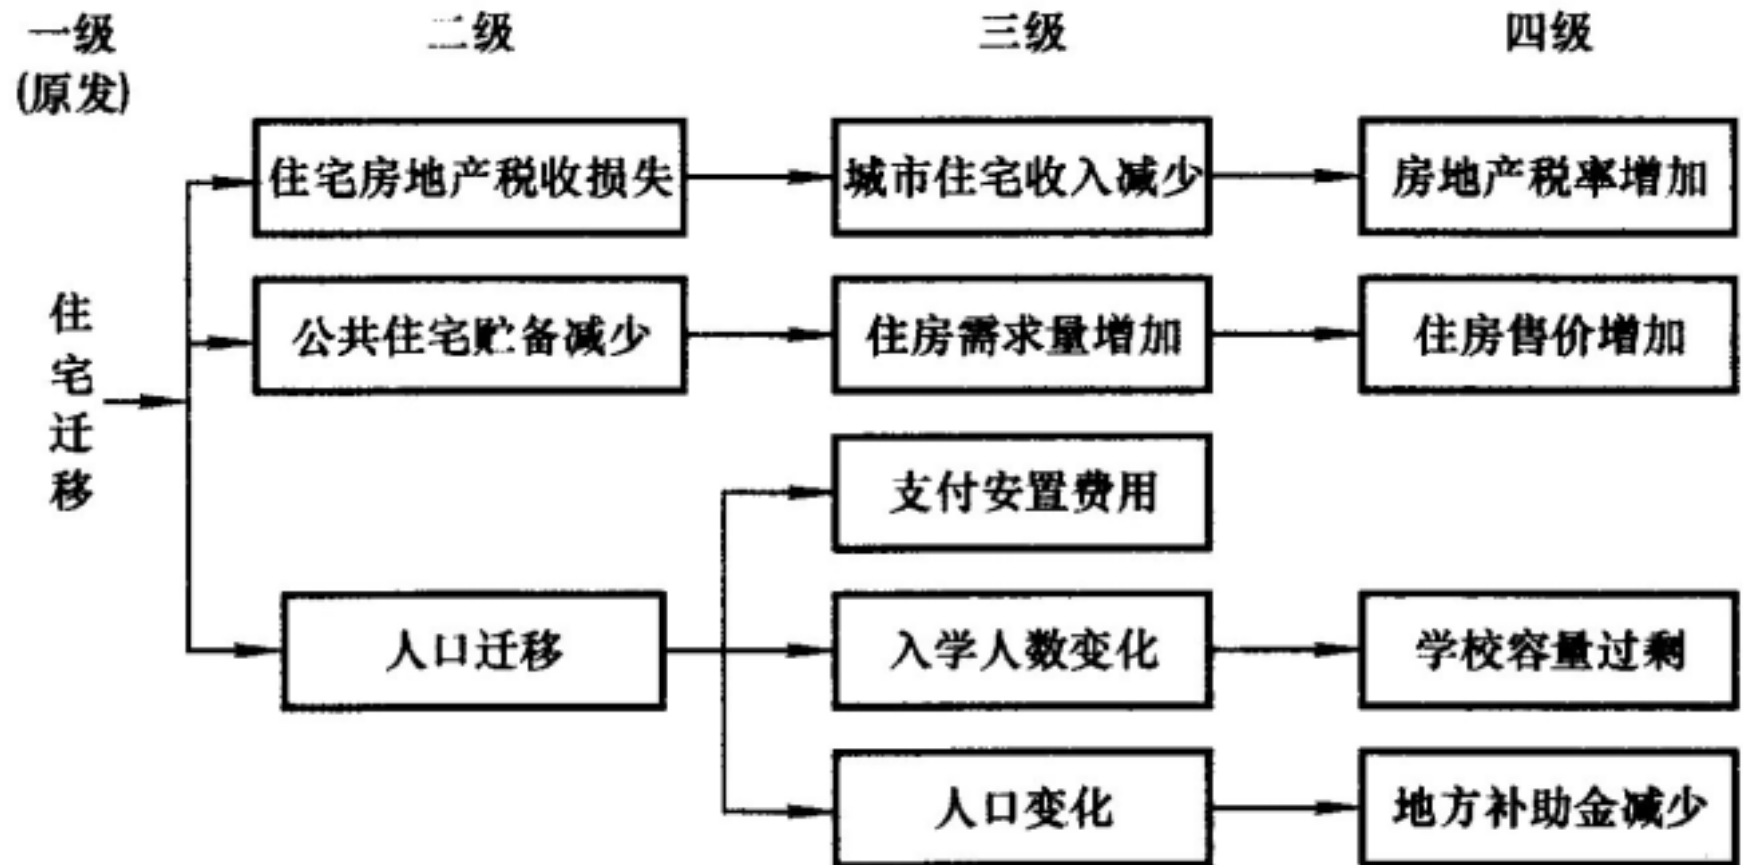 一级 二级 三级 四级
(原发)
住宅房地产税收损失 城市住宅收入减少 房地产税率增加
公共住宅贮备减少 住房需求量增加 住房售价增加
住宅迁移
支付安置费用
人口迁移 入学人数变化 学校容量过剩
人口变化 地方补助金减少